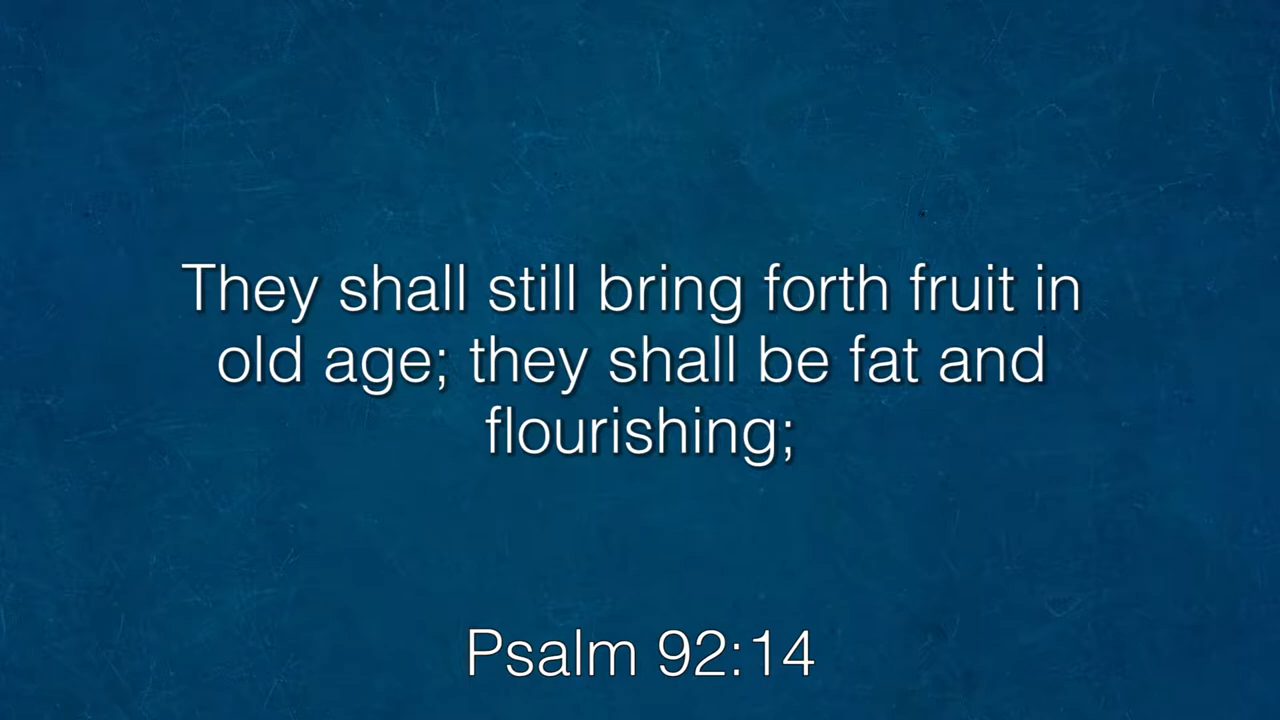 They shall still bring forth fruit in
old age; they shall be fat and
flourishing;
Psalm 92:14